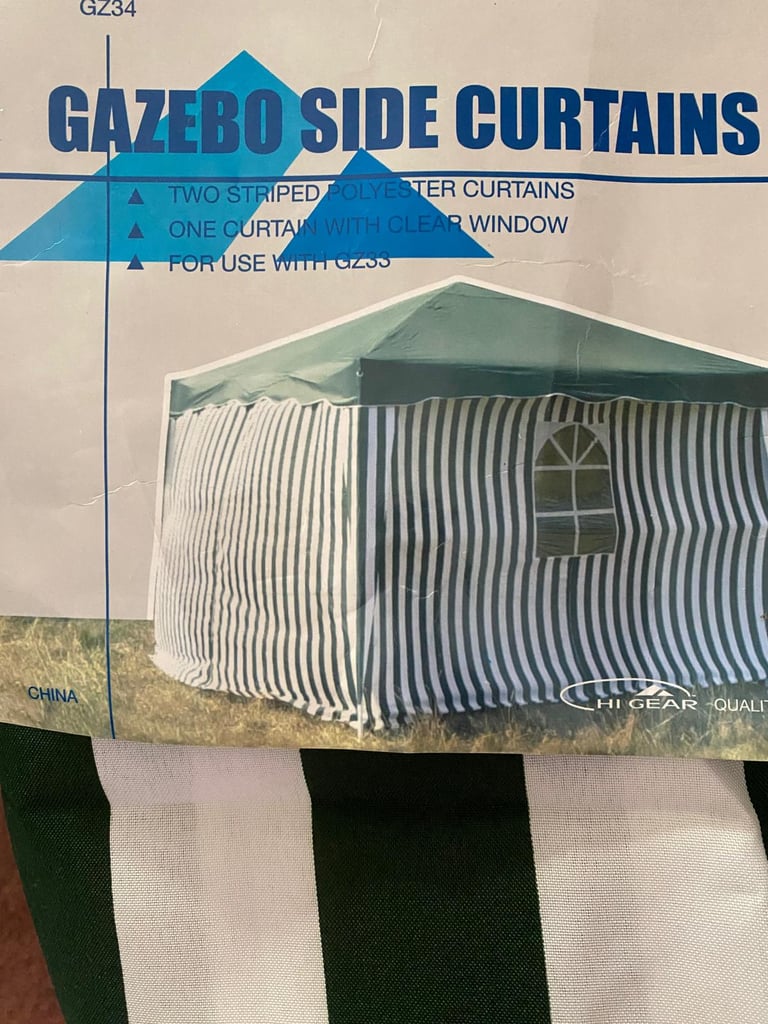 GZ34
GAZEBO SIDE CURTAINS
TWO STRIPED POLYESTER CURTAINS
ONE CURTAIN WITH CLEAR WINDOW
FOR USE WITH GZ33
CHINA
HI GEAR QUALIT